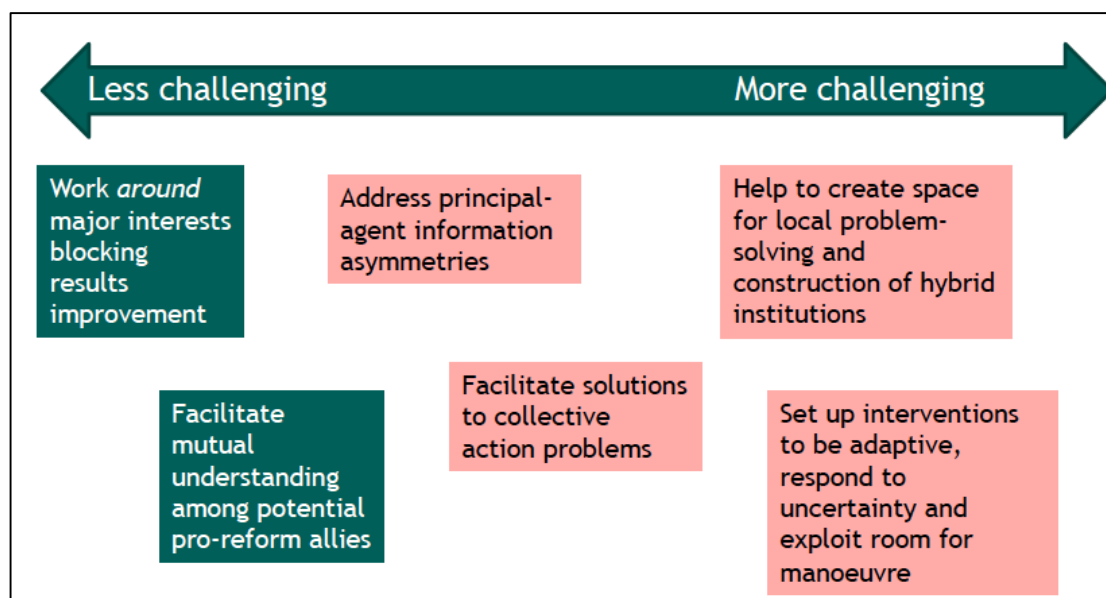 Less challenging
More challenging
Work around
major interests
blocking
results
improvement
Address principal-
agent information
asymmetries
Help to create space
for local problem-
solving and
construction of hybrid
institutions
Facilitate
mutual
understanding
among potential
pro-reform allies
Facilitate solutions
to collective
action problems
Set up interventions
to be adaptive,
respond to
uncertainty and
exploit room for
manoeuvre